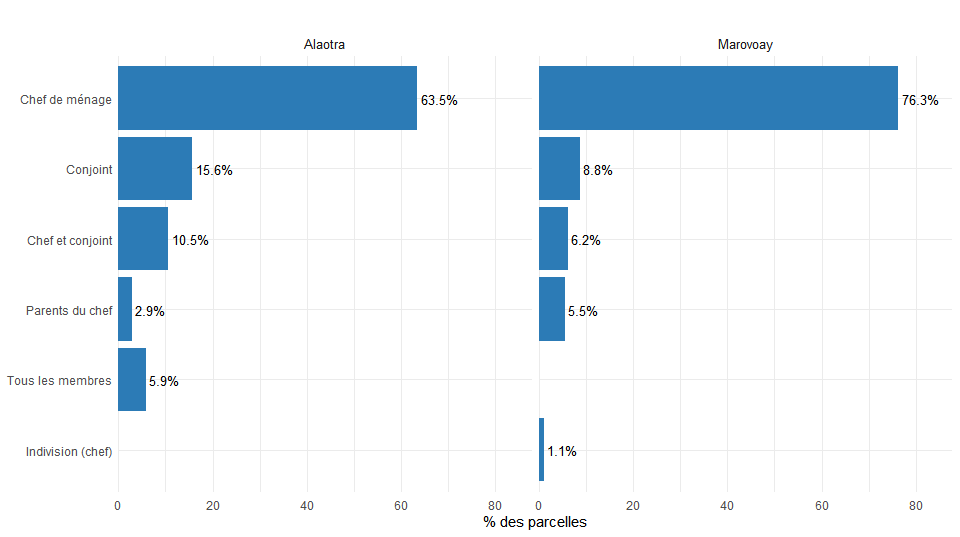 Alaotra Marovoay
Chef de ménage 63.5% 76.3%
Conjoint 15.6% 8.8%
Chef et conjoint 10.5% 6.2%
Parents du chef 2.9% 5.5%
Tous les membres 5.9%
Indivision (chef) 1.1%
0 20 40 60 80 0 20 40 60 80
% des parcelles